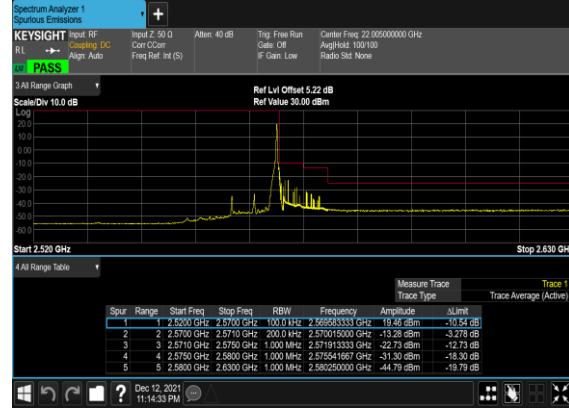 Spectrum Analyzer 1
Spurious Emissions
KEYSIGHT Input: RF Input Z: 50 Ω Atten: 40 dB Trig: Free Run Center Freq: 22.005000000 GHz
RL Coupling: DC Corr CCorr Gate: Off Avg|Hold: 100/100
Align: Auto Freq Ref: Int (S) IF Gain: Low Radio Std: None
PASS
3 All Range Graph
Ref Lvl Offset 5.22 dB
Scale/Div 10.0 dB Ref Value 30.00 dBm
Log
20.0
10.0
0.00
-10.0
-20.0
-30.0
-40.0
-50.0
-60.0
Start 2.520 GHz Stop 2.630 GH
4 All Range Table
Measure Trace Trace 1
Trace Type Trace Average (Active)
Spur Range Start Freq Stop Freq RBW Frequency Amplitude ΔLimit
1 1 2.5200 GHz 2.5700 GHz 100.0 kHz 2.569583333 GHz 19.46 dBm -10.54 dB
2 2 2.5700 GHz 2.5710 GHz 200.0 kHz 2.570015000 GHz -13.28 dBm -3.278 dB
3 3 2.5710 GHz 2.5750 GHz 1.000 MHz 2.571913333 GHz -22.73 dBm -12.73 dB
4 4 2.5750 GHz 2.5800 GHz 1.000 MHz 2.575541667 GHz -31.30 dBm -18.30 dB
5 5 2.5800 GHz 2.6300 GHz 1.000 MHz 2.580250000 GHz -44.79 dBm -19.79 dB
? Dec 12, 2021
11:14:33 PM